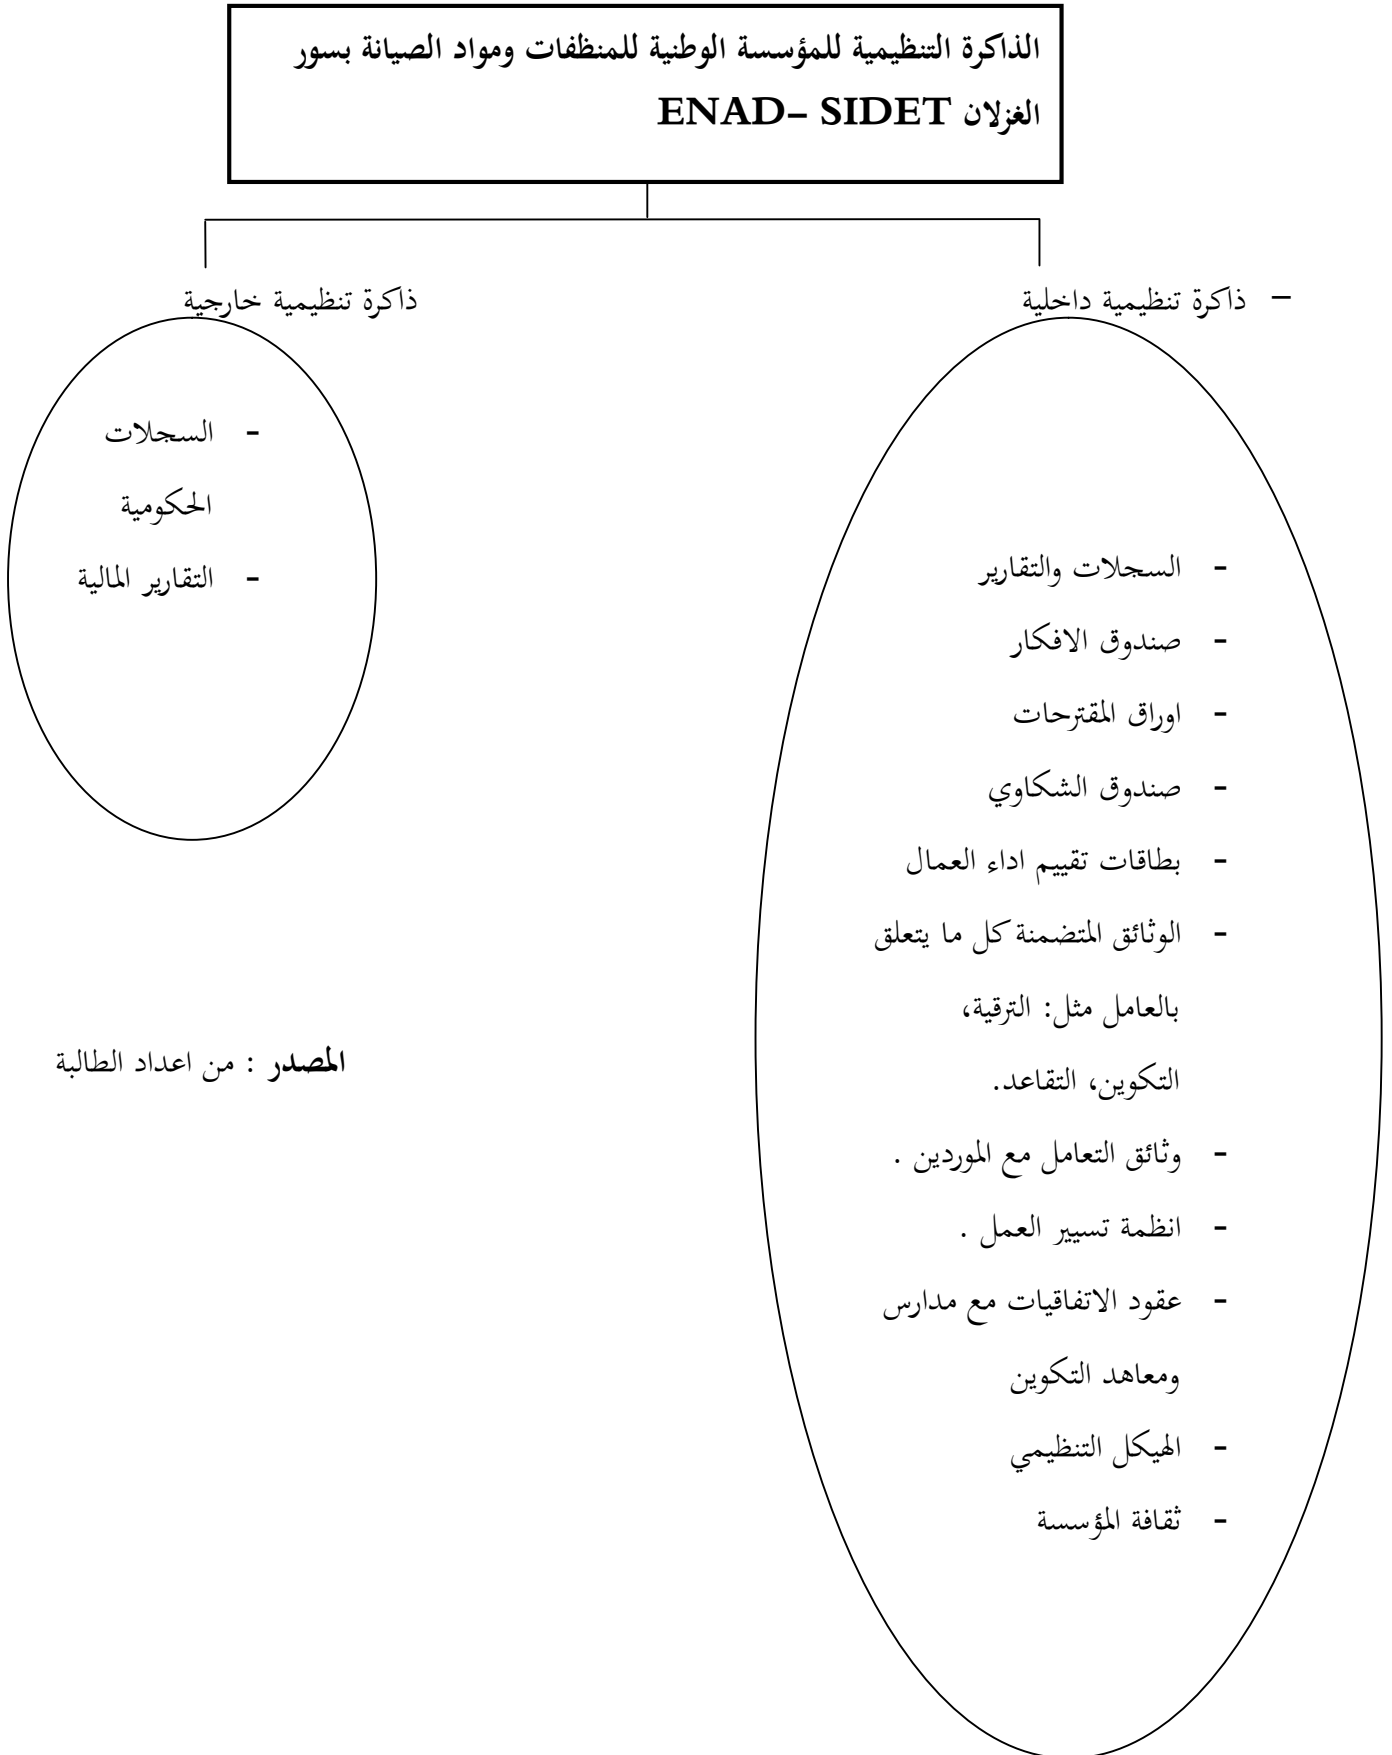 الذاكرة التنظيمية للمؤسسة الوطنية للمنظفات ومواد الصيانة بسور
الغزلان ENAD– SIDET
– ذاكرة تنظيمية داخلية
- السجلات والتقارير
- صندوق الافكار
- اوراق المقترحات
- صندوق الشكاوي
- بطاقات تقييم اداء العمال
- الوثائق المتضمنة كل ما يتعلق
بالعامل مثل: الترقية،
التكوين، التقاعد.
- وثائق التعامل مع الموردين .
- انظمة تسيير العمل .
- عقود الاتفاقيات مع مدارس
ومعاهد التكوين
- الهيكل التنظيمي
- ثقافة المؤسسة
ذاكرة تنظيمية خارجية
- السجلات
الحكومية
- التقارير المالية
المصدر : من اعداد الطالبة